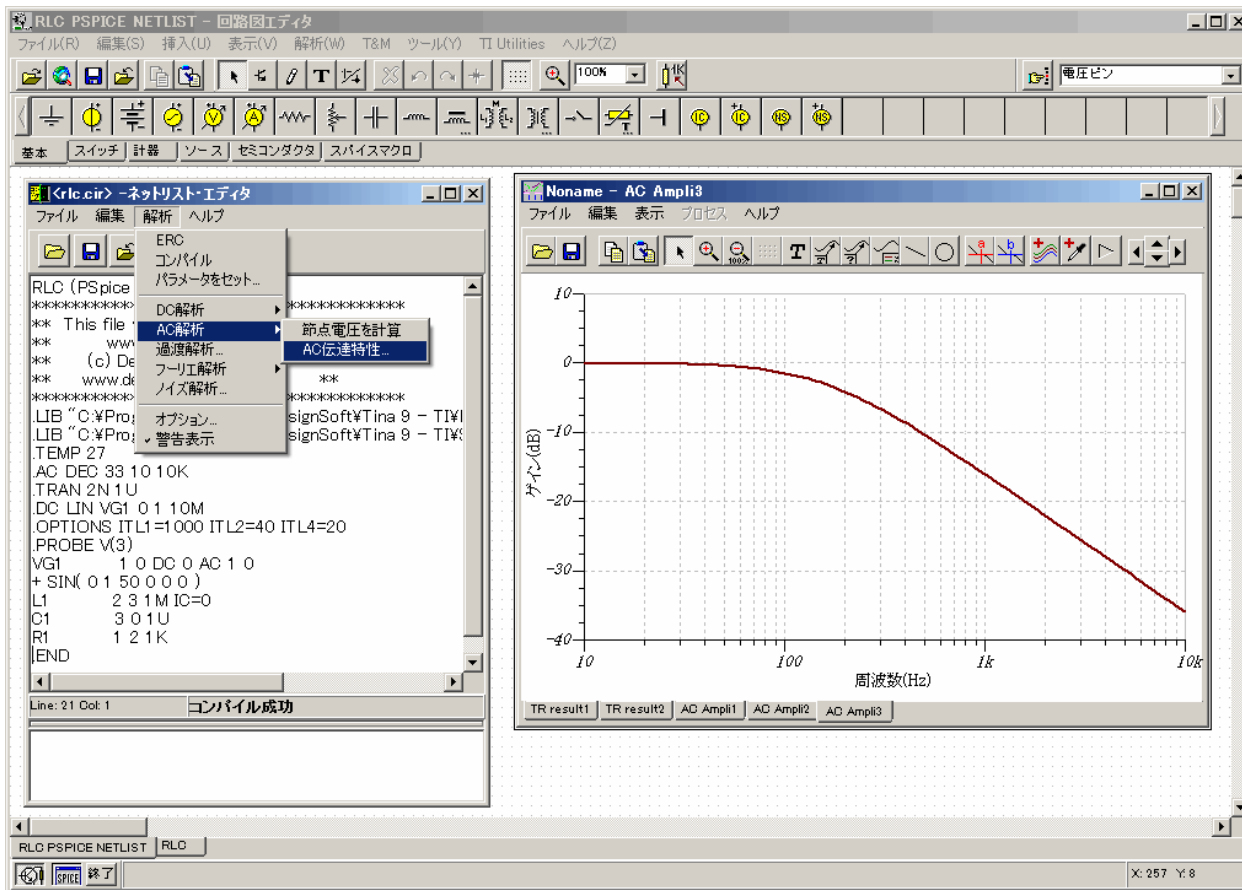 RLC PSPICE NETLIST - 回路図エディタ
ファイル(R) 編集(S) 挿入(U) 表示(V) 解析(W) T&M ツール(Y) TI Utilities ヘルプ(Z)
100%
電圧ピン
基本 スイッチ 計器 ソース セミコンダクタ スパイスマクロ
<rlc.cir> -ネットリスト・エディタ
ファイル 編集 解析 ヘルプ
ERC
コンパイル
パラメータをセット...
DC解析
AC解析
過渡解析...
フーリエ解析
ノイズ解析...
オプション...
警告表示
節点電圧を計算
AC伝達特性...
RLC (PSpice
** This file
** www
** (c) De
** www.de **
.LIB "C:¥Prog signSoft¥Tina 9 - TI¥
.LIB "C:¥Prog signSoft¥Tina 9 - TI¥S
.TEMP 27
.AC DEC 33 10 10K
.TRAN 2N 1U
.DC LIN VG1 0 1 10M
.OPTIONS ITL1=1000 ITL2=40 ITL4=20
.PROBE V(3)
VG1 1 0 DC 0 AC 1 0
+ SIN( 0 1 50 0 0 0 )
L1 2 3 1M IC=0
C1 3 0 1U
R1 1 2 1K
.END
Line: 21 Col: 1 コンパイル成功
Noname - AC Ampli3
ファイル 編集 表示 プロセス ヘルプ
10
0
-10
-20
-30
-40
ゲイン(dB)
10 100 1k 10k
周波数(Hz)
TR result1 TR result2 AC Ampli1 AC Ampli2 AC Ampli3
RLC PSPICE NETLIST RLC
SPICE 終了
X: 257 Y: 8